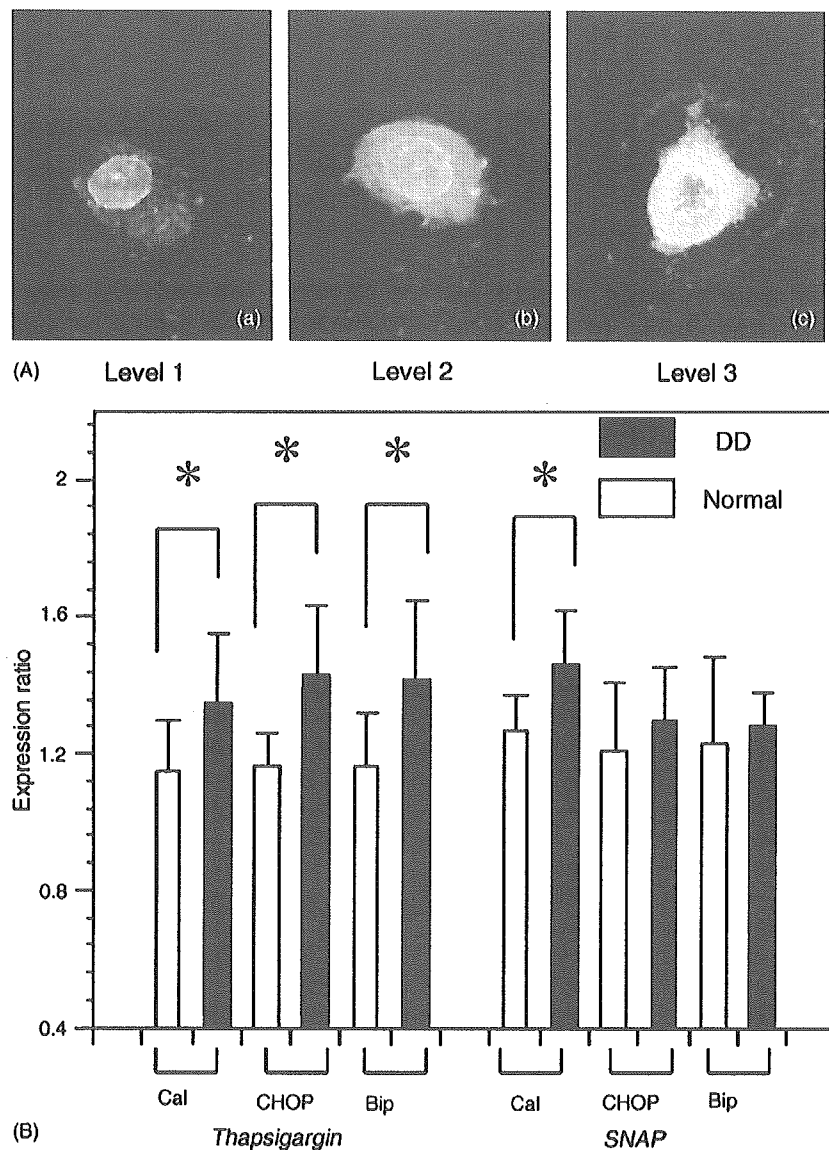 (a)
(b)
(c)
(A)
Level 1
Level 2
Level 3
*
*
*
*
DD
Normal
2
1.6
1.2
0.8
0.4
Expression ratio
Cal
CHOP
Bip
Cal
CHOP
Bip
(B)
Thapsigargin
SNAP